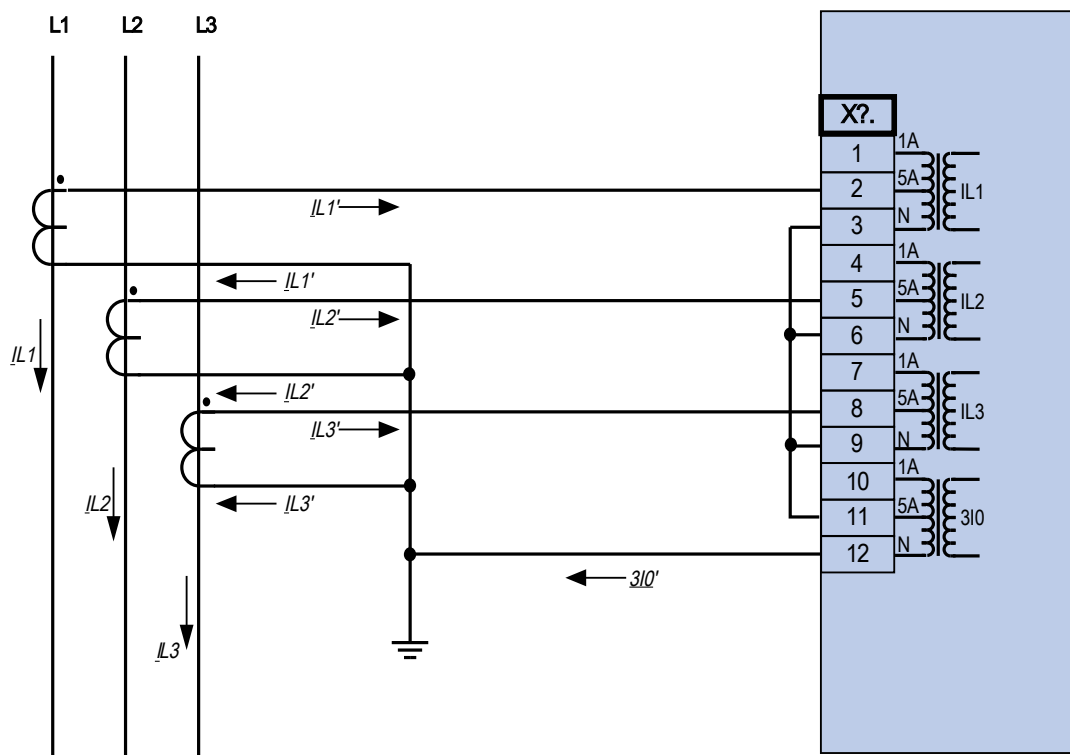 L1 L2 L3
X?.
1 1A
2 5A IL1
3 N
IL1'
4 1A
IL1'
5 5A IL2
IL2'
6 N
IL1
7 1A
IL2'
8 5A IL3
IL3'
9 N
10 1A
IL2
IL3'
11 5A 3I0
12 N
3I0'
IL3